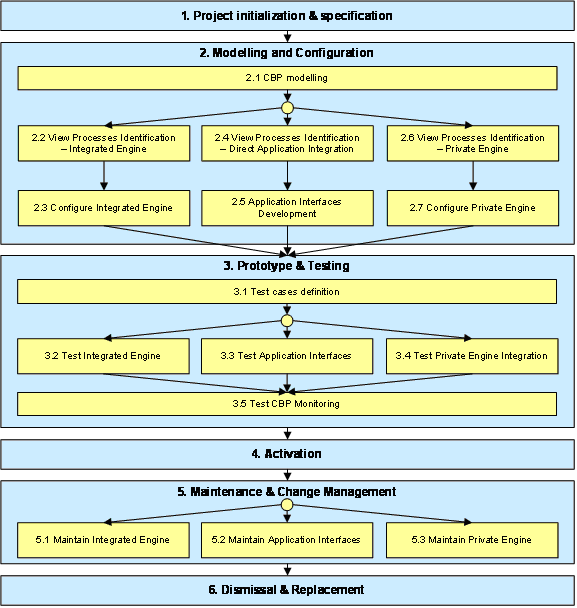 1. Project initialization & specification
2. Modelling and Configuration
2.1 CBP modelling
2.2 View Processes Identification
– Integrated Engine
2.4 View Processes Identification
– Direct Application Integration
2.6 View Processes Identification
– Private Engine
2.3 Configure Integrated Engine
2.5 Application Interfaces
Development
2.7 Configure Private Engine
3. Prototype & Testing
3.1 Test cases definition
3.2 Test Integrated Engine
3.3 Test Application Interfaces
3.4 Test Private Engine Integration
3.5 Test CBP Monitoring
4. Activation
5. Maintenance & Change Management
5.1 Maintain Integrated Engine
5.2 Maintain Application Interfaces
5.3 Maintain Private Engine
6. Dismissal & Replacement